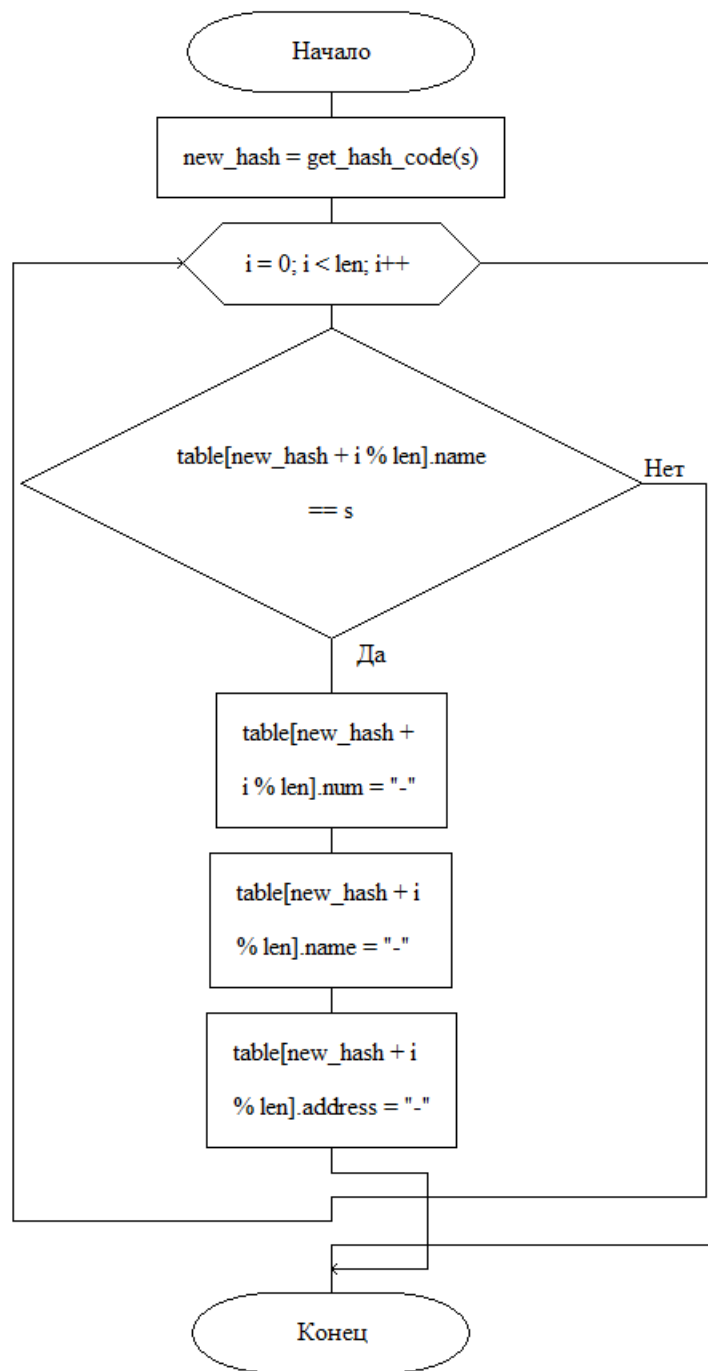 Начало
new_hash = get_hash_code(s)
i = 0; i < len; i++
table[new_hash + i % len].name
== s
Нет
Да
table[new_hash +
i % len].num = "-"
table[new_hash + i
% len].name = "-"
table[new_hash + i
% len].address = "-"
Конец